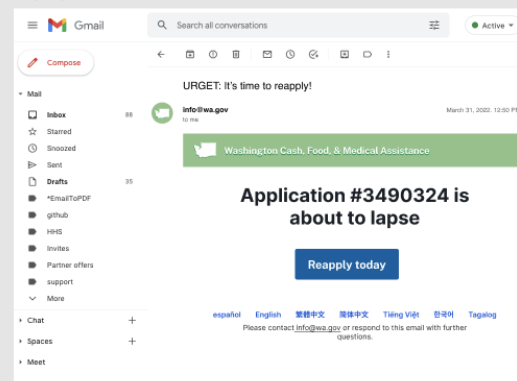 Gmail
Search all conversations
Active
Compose
Mail
Inbox 88
Starred
Snoozed
Sent
Drafts 35
*EmailToPDF
github
HHS
Invites
Partner offers
support
More
Chat
Spaces
Meet
URGET: It's time to reapply!
info@wa.gov
to me
March 31, 2022. 12:50 PM
Washington Cash, Food, & Medical Assistance
Application #3490324 is
about to lapse
Reapply today
español English 繁體中文 简体中文 Tiếng Việt 한국어 Tagalog
Please contact info@wa.gov or respond to this email with further
questions.